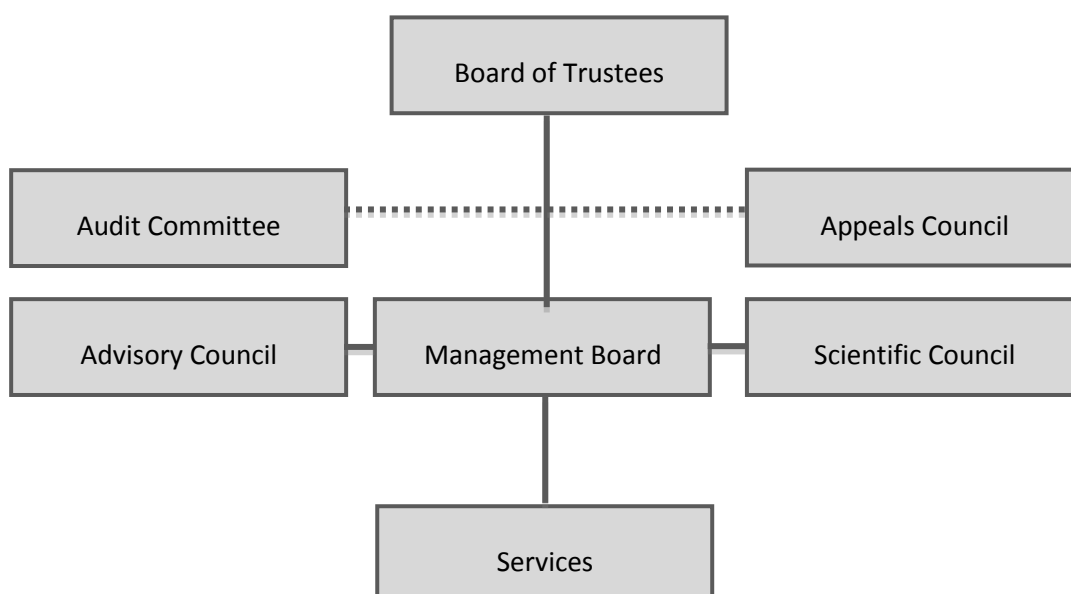 Board of Trustees
Audit Committee
Appeals Council
Advisory Council
Management Board
Scientific Council
Services